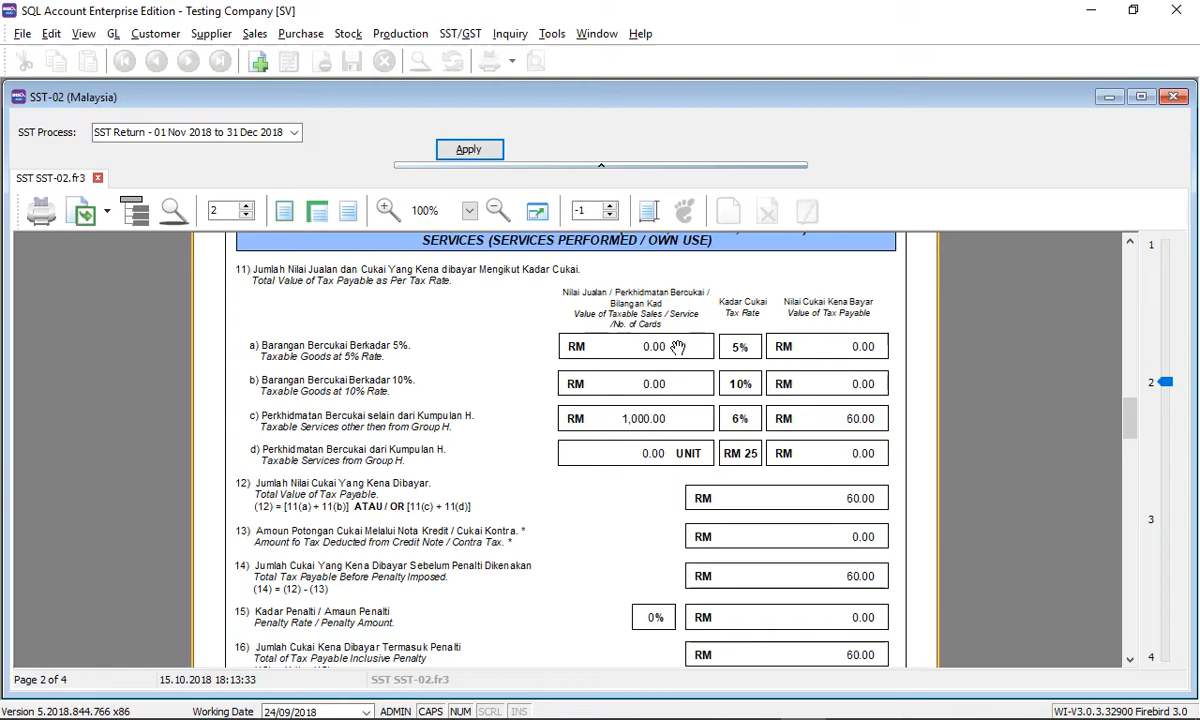 SQL Account Enterprise Edition - Testing Company [SV]
File Edit View GL Customer Supplier Sales Purchase Stock Production SST/GST Inquiry Tools Window Help
SST-02 (Malaysia)
SST Process: SST Return - 01 Nov 2018 to 31 Dec 2018
Apply
SST SST-02.fr3
2 100% -1
SERVICES (SERVICES PERFORMED / OWN USE)
11) Jumlah Nilai Jualan dan Cukai Yang Kena dibayar Mengikut Kadar Cukai.
Total Value of Tax Payable as Per Tax Rate.
Nilai Jualan / Perkhidmatan Bercukai /
Bilangan Kad
Value of Taxable Sales / Service
/No. of Cards
Kadar Cukai
Tax Rate
Nilai Cukai Kena Bayar
Value of Tax Payable
a) Barangan Bercukai Berkadar 5%.
Taxable Goods at 5% Rate.
RM 0.00 5% RM 0.00
b) Barangan Bercukai Berkadar 10%.
Taxable Goods at 10% Rate.
RM 0.00 10% RM 0.00
c) Perkhidmatan Bercukai selain dari Kumpulan H.
Taxable Services other then from Group H.
RM 1,000.00 6% RM 60.00
d) Perkhidmatan Bercukai dari Kumpulan H.
Taxable Services from Group H.
0.00 UNIT RM 25 RM 0.00
12) Jumlah Nilai Cukai Yang Kena Dibayar.
Total Value of Tax Payable.
(12) = [11(a) + 11(b)] ATAU / OR [11(c) + 11(d)]
RM 60.00
13) Amoun Potongan Cukai Melalui Nota Kredit / Cukai Kontra. *
Amount fo Tax Deducted from Credit Note / Contra Tax. *
RM 0.00
14) Jumlah Cukai Yang Kena Dibayar Sebelum Penalti Dikenakan
Total Tax Payable Before Penalty Imposed.
(14) = (12) - (13)
RM 60.00
15) Kadar Penalti / Amaun Penalti
Penalty Rate / Penalty Amount.
0% RM 0.00
16) Jumlah Cukai Kena Dibayar Termasuk Penalti
Total of Tax Payable Inclusive Penalty
RM 60.00
1
2
3
4
Page 2 of 4 15.10.2018 18:13:33 SST SST-02.fr3
Version 5.2018.844.766 x86 Working Date 24/09/2018 ADMIN CAPS NUM SCRL INS WI-V3.0.3.32900 Firebird 3.0